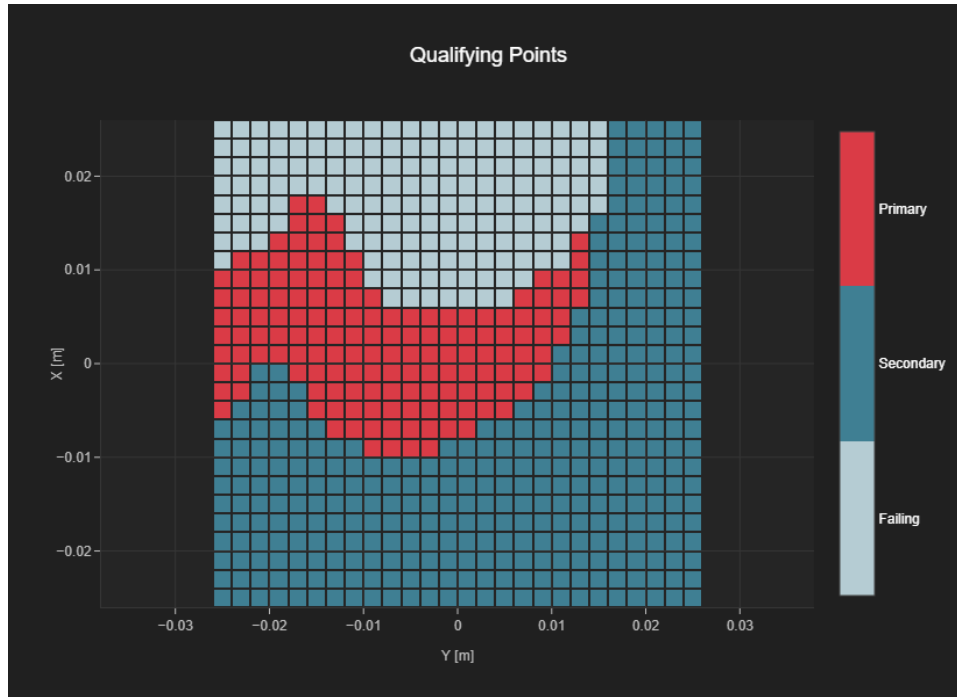 Qualifying Points
0.02
0.01
0
−0.01
−0.02
X [m]
−0.03
−0.02
−0.01
0
0.01
0.02
0.03
Y [m]
Primary
Secondary
Failing